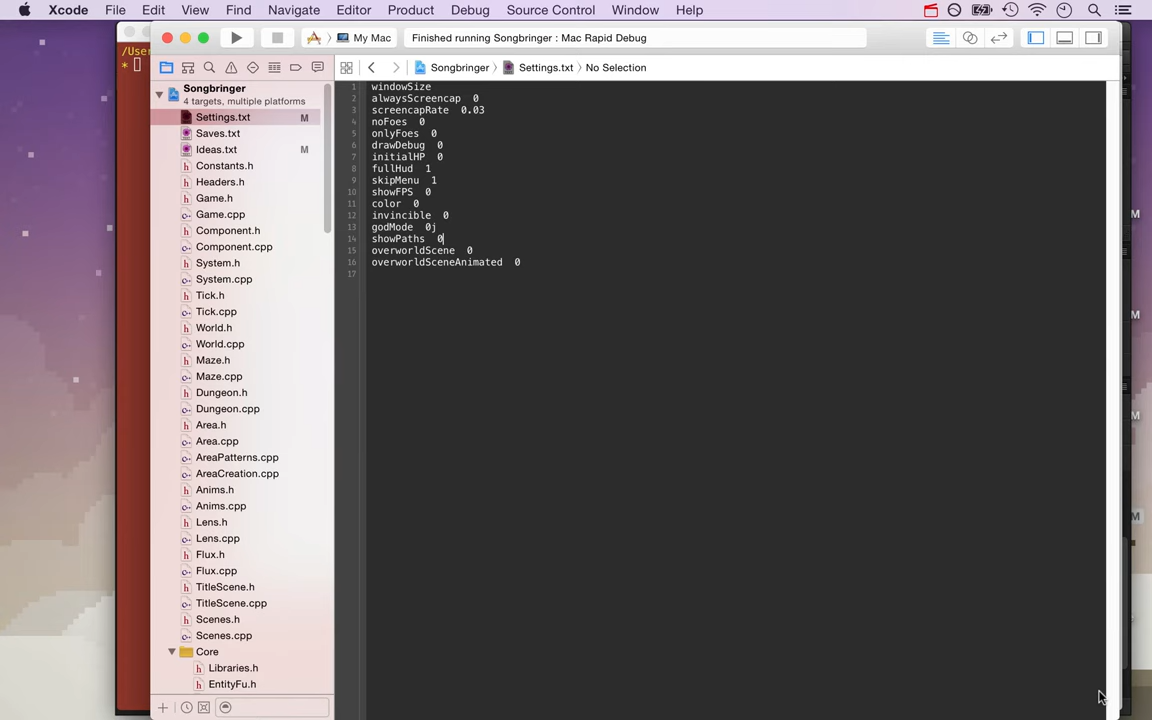 Xcode File Edit View Find Navigate Editor Product Debug Source Control Window Help
/User
*
My Mac
Finished running Songbringer : Mac Rapid Debug
Songbringer
4 targets, multiple platforms
Settings.txt M
Saves.txt
Ideas.txt M
Constants.h
Headers.h
Game.h
Game.cpp
Component.h
Component.cpp
System.h
System.cpp
Tick.h
Tick.cpp
World.h
World.cpp
Maze.h
Maze.cpp
Dungeon.h
Dungeon.cpp
Area.h
Area.cpp
AreaPatterns.cpp
AreaCreation.cpp
Anims.h
Anims.cpp
Lens.h
Lens.cpp
Flux.h
Flux.cpp
TitleScene.h
TitleScene.cpp
Scenes.h
Scenes.cpp
Core
Libraries.h
EntityFu.h
Songbringer Settings.txt No Selection
1 windowSize
2 alwaysScreencap 0
3 screencapRate 0.03
4 noFoes 0
5 onlyFoes 0
6 drawDebug 0
7 initialHP 0
8 fullHud 1
9 skipMenu 1
10 showFPS 0
11 color 0
12 invincible 0
13 godMode 0j
14 showPaths 0
15 overworldScene 0
16 overworldSceneAnimated 0
17
M
M
M